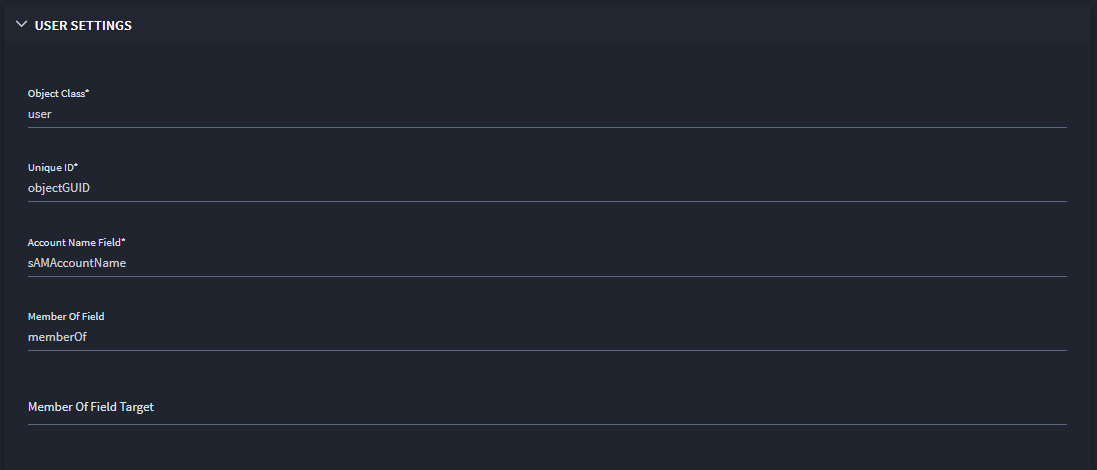 USER SETTINGS
Object Class*
user
Unique ID*
objectGUID
Account Name Field*
sAMAccountName
Member Of Field
memberOf
Member Of Field Target